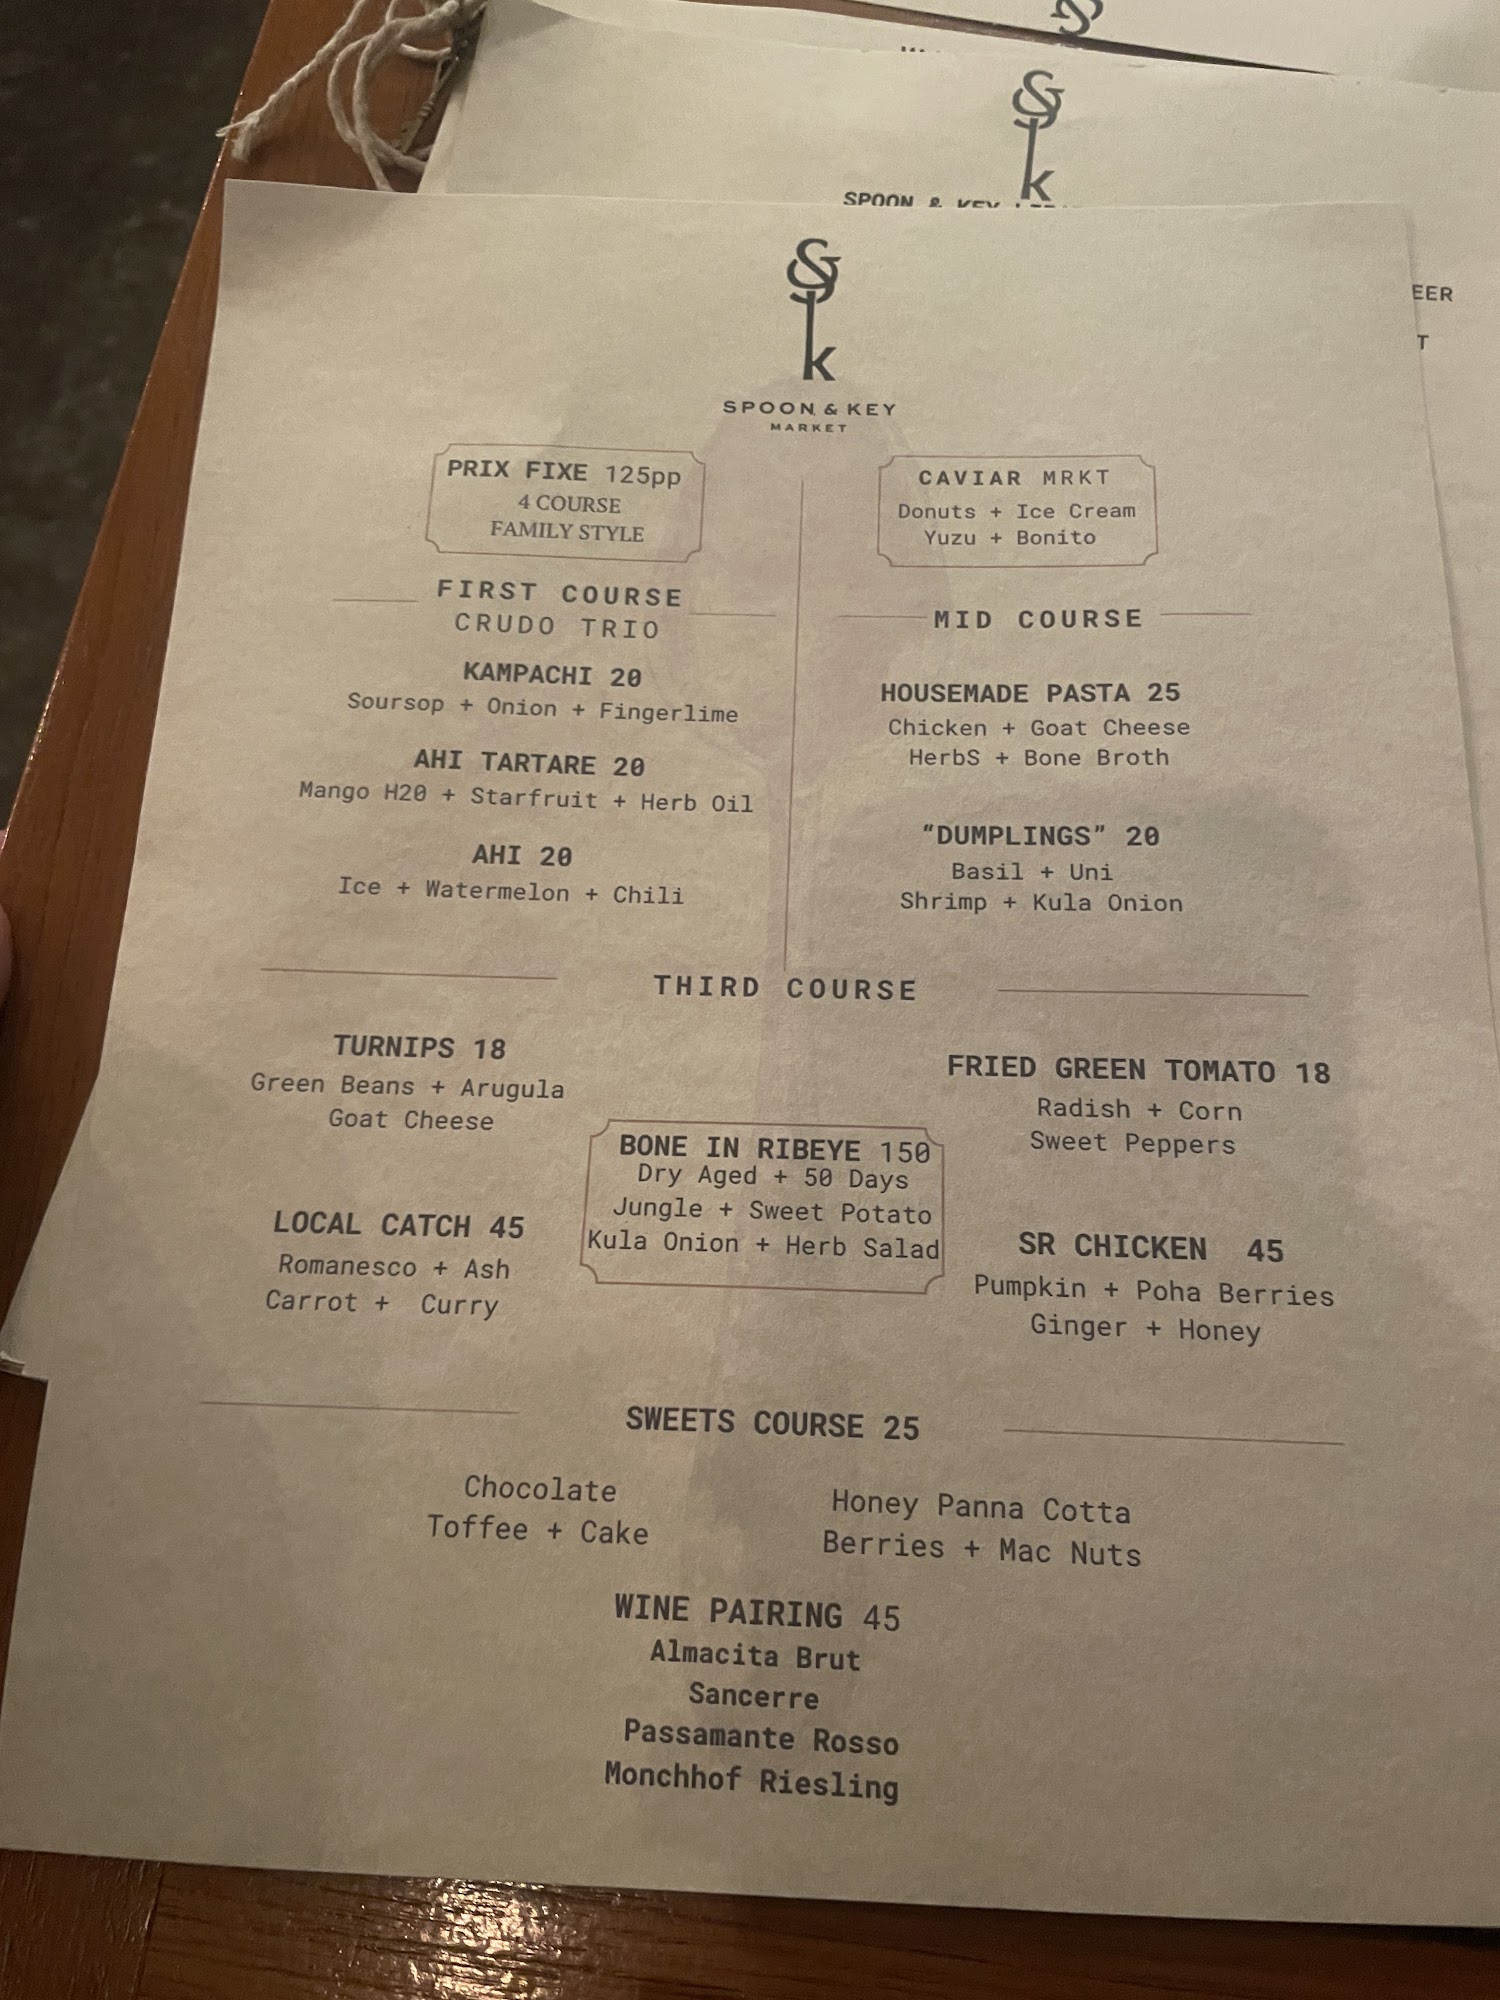 &
k
SPOON & KEY
EER
T
&
k
SPOON & KEY
MARKET
PRIX FIXE 125pp
4 COURSE
FAMILY STYLE
CAVIAR MRKT
Donuts + Ice Cream
Yuzu + Bonito
FIRST COURSE
CRUDO TRIO
KAMPACHI 20
Soursop + Onion + Fingerlime
AHI TARTARE 20
Mango H20 + Starfruit + Herb Oil
AHI 20
Ice + Watermelon + Chili
MID COURSE
HOUSEMADE PASTA 25
Chicken + Goat Cheese
HerbS + Bone Broth
“DUMPLINGS” 20
Basil + Uni
Shrimp + Kula Onion
THIRD COURSE
TURNIPS 18
Green Beans + Arugula
Goat Cheese
FRIED GREEN TOMATO 18
Radish + Corn
Sweet Peppers
BONE IN RIBEYE 150
Dry Aged + 50 Days
Jungle + Sweet Potato
Kula Onion + Herb Salad
LOCAL CATCH 45
Romanesco + Ash
Carrot + Curry
SR CHICKEN 45
Pumpkin + Poha Berries
Ginger + Honey
SWEETS COURSE 25
Chocolate
Toffee + Cake
Honey Panna Cotta
Berries + Mac Nuts
WINE PAIRING 45
Almacita Brut
Sancerre
Passamante Rosso
Monchhof Riesling